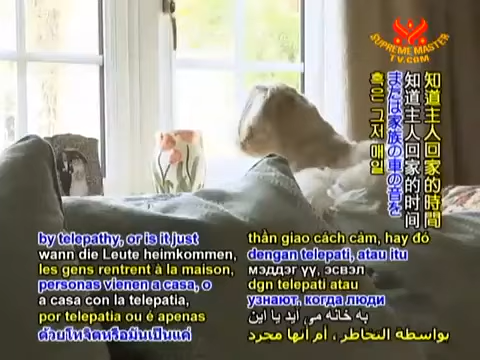 SUPREME MASTER
TV.COM
知道主人回家的時間
知道主人回家的时间
または家族の車の音を
혹은 그저 매일
by telepathy, or is it just
wann die Leute heimkommen,
les gens rentrent à la maison,
personas vienen a casa, o
a casa con la telepatia,
por telepatia ou é apenas
ด้วยโทรจิตหรือมันเป็นแค่
thần giao cách cảm, hay đó
dengan telepati, atau itu
мэддэг үү, эсвэл
dgn telepati atau
узнают, когда люди
به خانه می آید یا این
بواسطة التخاطر، أم أنها مجرد